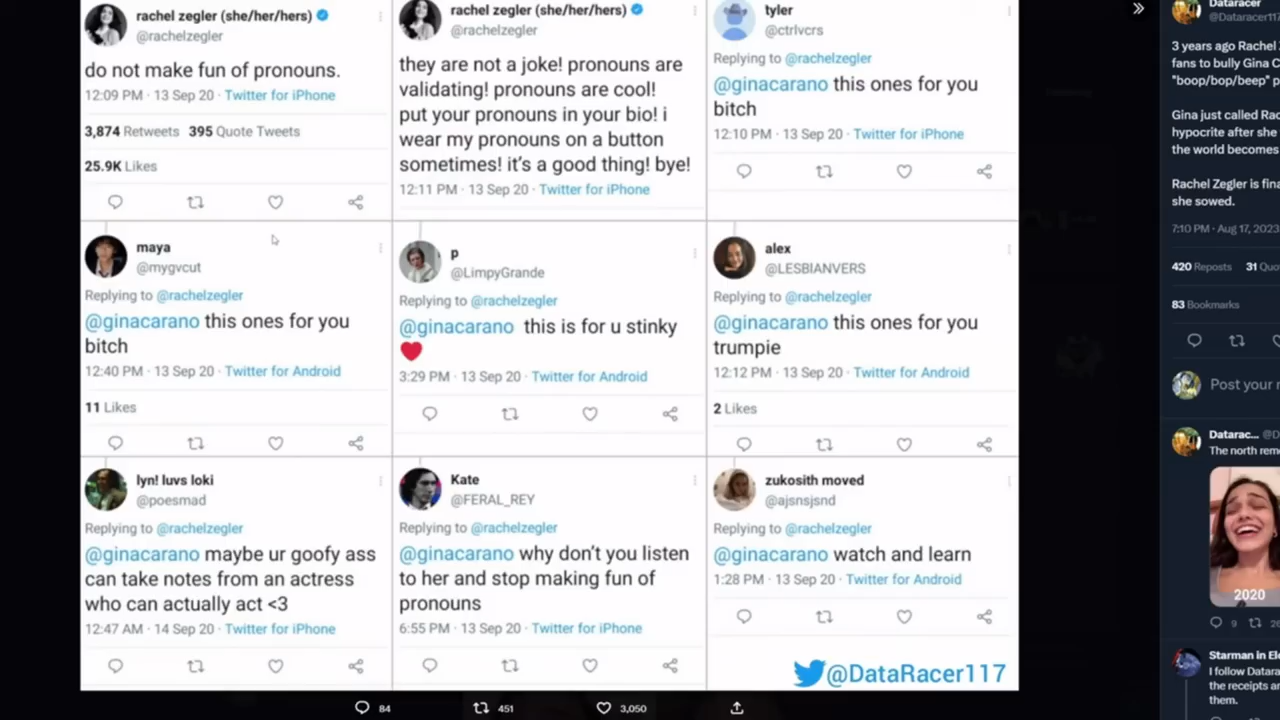 rachel zegler (she/her/hers)
@rachelzegler
do not make fun of pronouns.
12:09 PM · 13 Sep 20 · Twitter for iPhone
3,874 Retweets 395 Quote Tweets
25.9K Likes
rachel zegler (she/her/hers)
@rachelzegler
they are not a joke! pronouns are
validating! pronouns are cool!
put your pronouns in your bio! i
wear my pronouns on a button
sometimes! it's a good thing! bye!
12:11 PM · 13 Sep 20 · Twitter for iPhone
tyler
@ctrlvcrs
Replying to @rachelzegler
@ginacarano this ones for you
bitch
12:10 PM · 13 Sep 20 · Twitter for iPhone
maya
@mygvcut
Replying to @rachelzegler
@ginacarano this ones for you
bitch
12:40 PM · 13 Sep 20 · Twitter for Android
11 Likes
p
@LimpyGrande
Replying to @rachelzegler
@ginacarano this is for u stinky
❤️
3:29 PM · 13 Sep 20 · Twitter for Android
alex
@LESBIANVERS
Replying to @rachelzegler
@ginacarano this ones for you
trumpie
12:12 PM · 13 Sep 20 · Twitter for Android
2 Likes
lyn! luvs loki
@poesmad
Replying to @rachelzegler
@ginacarano maybe ur goofy ass
can take notes from an actress
who can actually act <3
12:47 AM · 14 Sep 20 · Twitter for iPhone
Kate
@FERAL_REY
Replying to @rachelzegler
@ginacarano why don't you listen
to her and stop making fun of
pronouns
6:55 PM · 13 Sep 20 · Twitter for iPhone
zukosith moved
@ajsnsjsnd
Replying to @rachelzegler
@ginacarano watch and learn
1:28 PM · 13 Sep 20 · Twitter for Android
@DataRacer117
84 451 3,050
Dataracer
@Dataracer117
3 years ago Rachel
fans to bully Gina C
"boop/bop/beep" p
Gina just called Rac
hypocrite after she
the world becomes
Rachel Zegler is fina
she sowed.
7:10 PM · Aug 17, 2023
420 Reposts 31 Quo
83 Bookmarks
Post your r
Datarac... @D
The north rem
2020
9 26
Starman in El
I follow Datara
the receipts ar
them.